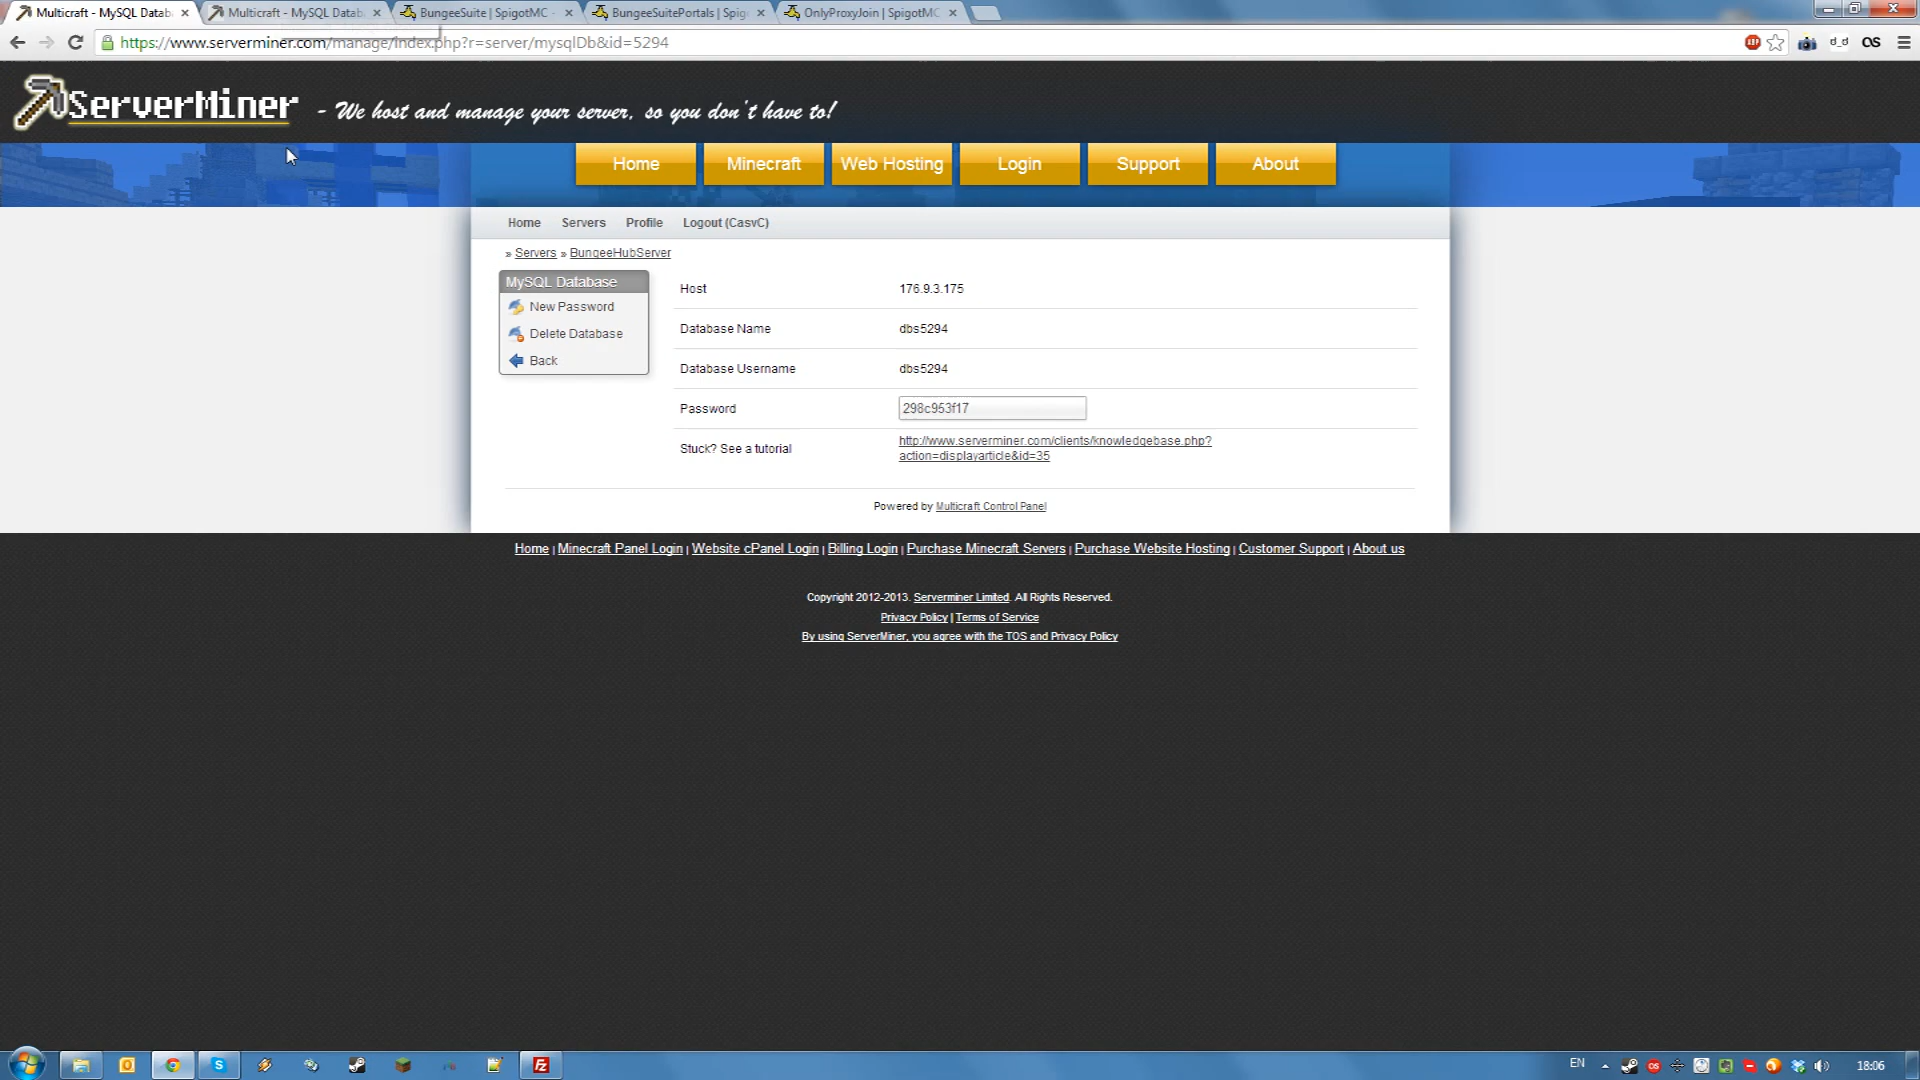 Multicraft - MySQL Datab
Multicraft - MySQL Datab
BungeeSuite | SpigotMC -
BungeeSuitePortals | Spig
OnlyProxyJoin | SpigotMC
https://www.serverminer.com/manage/index.php?r=server/mysqlDb&id=5294
ServerMiner - We host and manage your server, so you don't have to!
Home Minecraft Web Hosting Login Support About
Home Servers Profile Logout (CasvC)
» Servers » BungeeHubServer
MySQL Database
New Password
Delete Database
Back
Host 176.9.3.175
Database Name dbs5294
Database Username dbs5294
Password 298c953f17
Stuck? See a tutorial http://www.serverminer.com/clients/knowledgebase.php?
action=displayarticle&id=35
Powered by Multicraft Control Panel
Home | Minecraft Panel Login | Website cPanel Login | Billing Login | Purchase Minecraft Servers | Purchase Website Hosting | Customer Support | About us
Copyright 2012-2013. Serverminer Limited. All Rights Reserved.
Privacy Policy | Terms of Service
By using ServerMiner, you agree with the TOS and Privacy Policy
EN 18:06